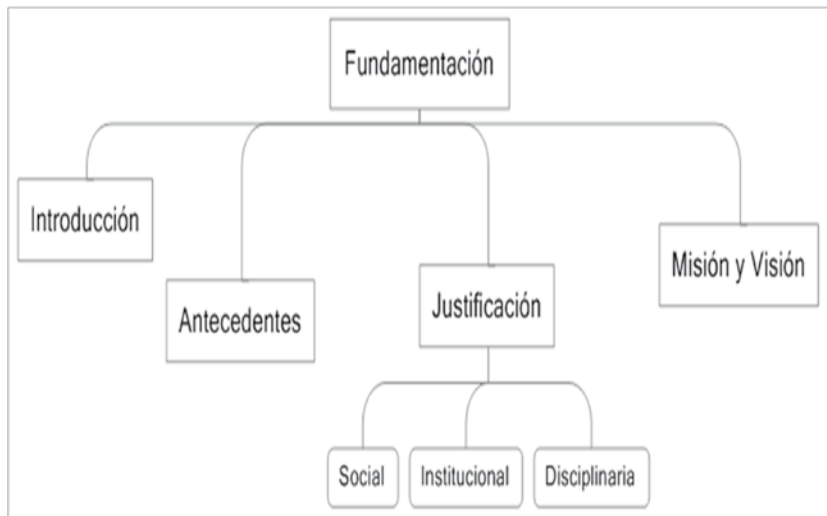 Fundamentación
Introducción
Antecedentes
Justificación
Misión y Visión
Social
Institucional
Disciplinaria